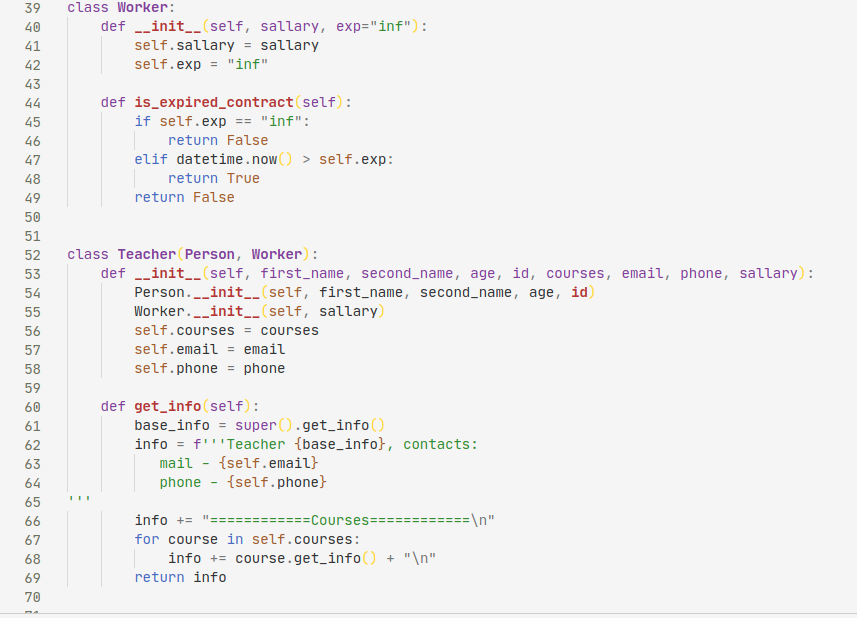 39 class Worker:
40     def __init__(self, sallary, exp="inf"):
41         self.sallary = sallary
42         self.exp = "inf"
43
44     def is_expired_contract(self):
45         if self.exp == "inf":
46             return False
47         elif datetime.now() > self.exp:
48             return True
49         return False
50
51
52 class Teacher(Person, Worker):
53     def __init__(self, first_name, second_name, age, id, courses, email, phone, sallary):
54         Person.__init__(self, first_name, second_name, age, id)
55         Worker.__init__(self, sallary)
56         self.courses = courses
57         self.email = email
58         self.phone = phone
59
60     def get_info(self):
61         base_info = super().get_info()
62         info = f'''Teacher {base_info}, contacts:
63            mail - {self.email}
64            phone - {self.phone}
65 '''
66         info += "============Courses============\n"
67         for course in self.courses:
68             info += course.get_info() + "\n"
69         return info
70